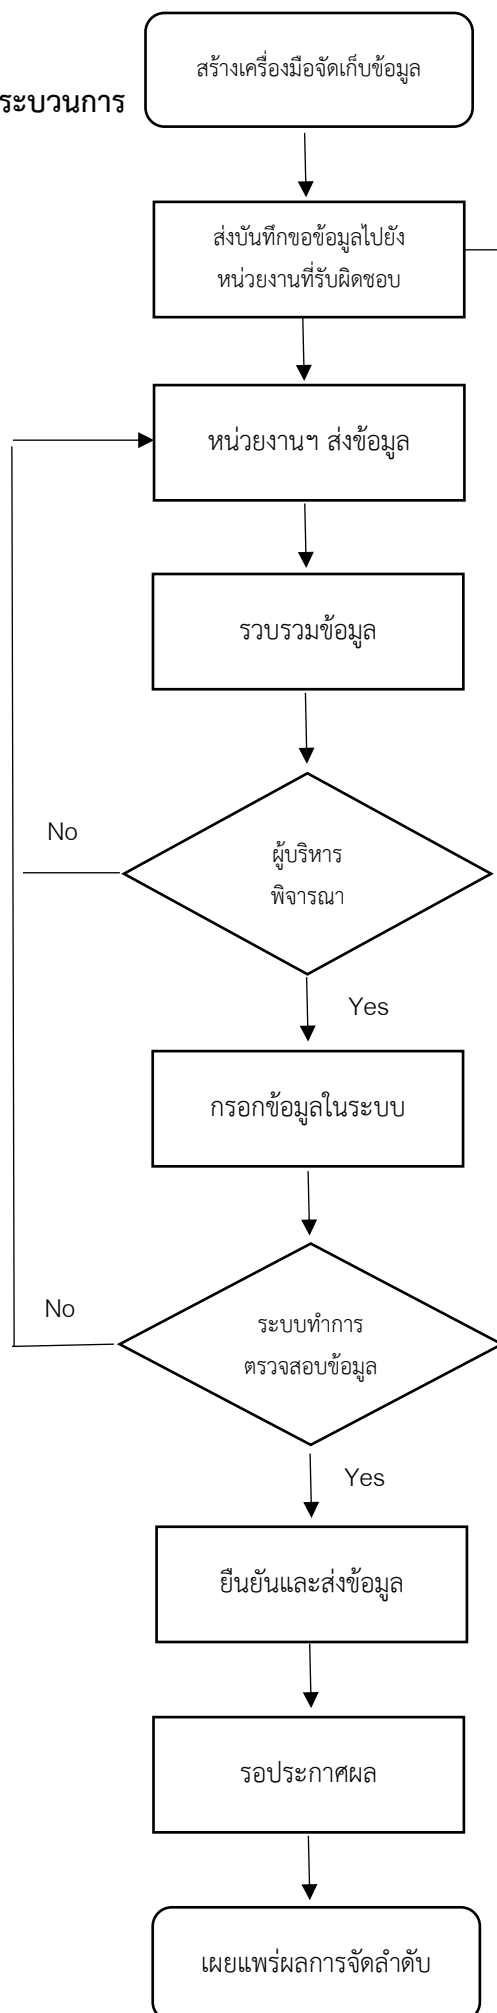 สร้างเครื่องมือจัดเก็บข้อมูล
ระบวนการ
ส่งบันทึกขอข้อมูลไปยัง
หน่วยงานที่รับผิดชอบ
หน่วยงานฯ ส่งข้อมูล
รวบรวมข้อมูล
No
ผู้บริหาร
พิจารณา
Yes
กรอกข้อมูลในระบบ
No
ระบบทำการ
ตรวจสอบข้อมูล
Yes
ยืนยันและส่งข้อมูล
รอประกาศผล
เผยแพร่ผลการจัดลำดับ